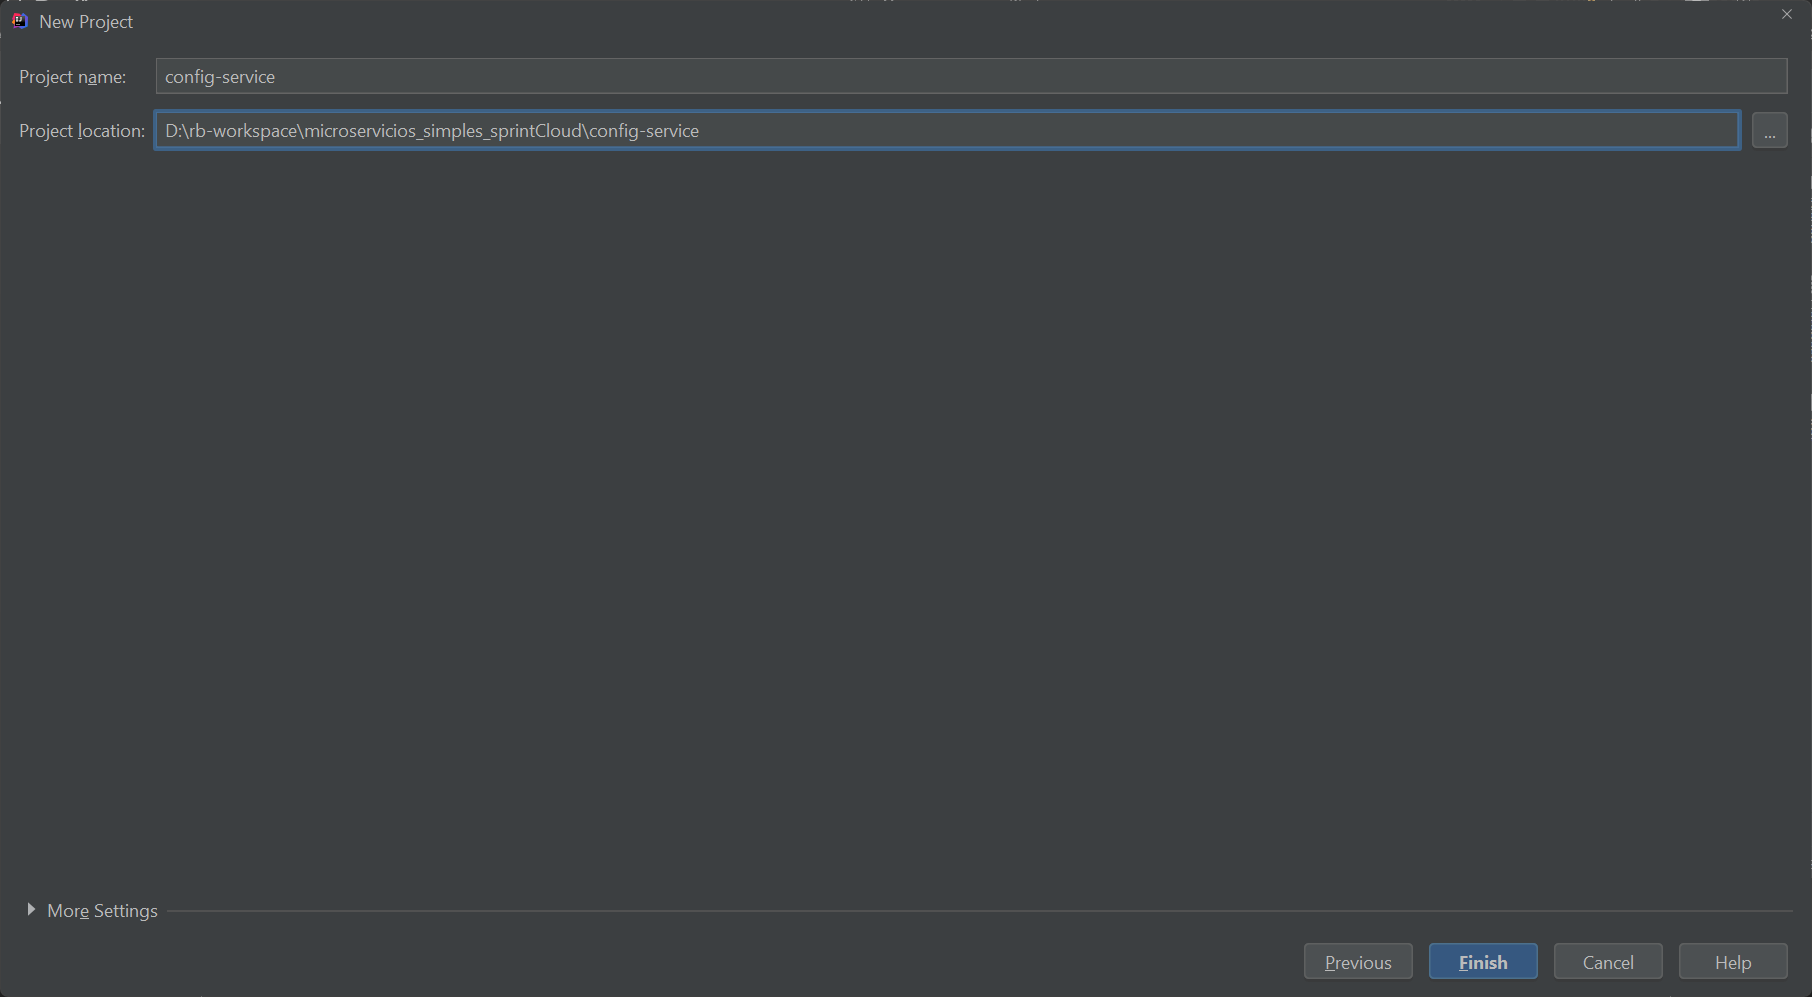 New Project
Project name: config-service
Project location: D:\rb-workspace\microservicios_simples_sprintCloud\config-service ...
More Settings
Previous Finish Cancel Help